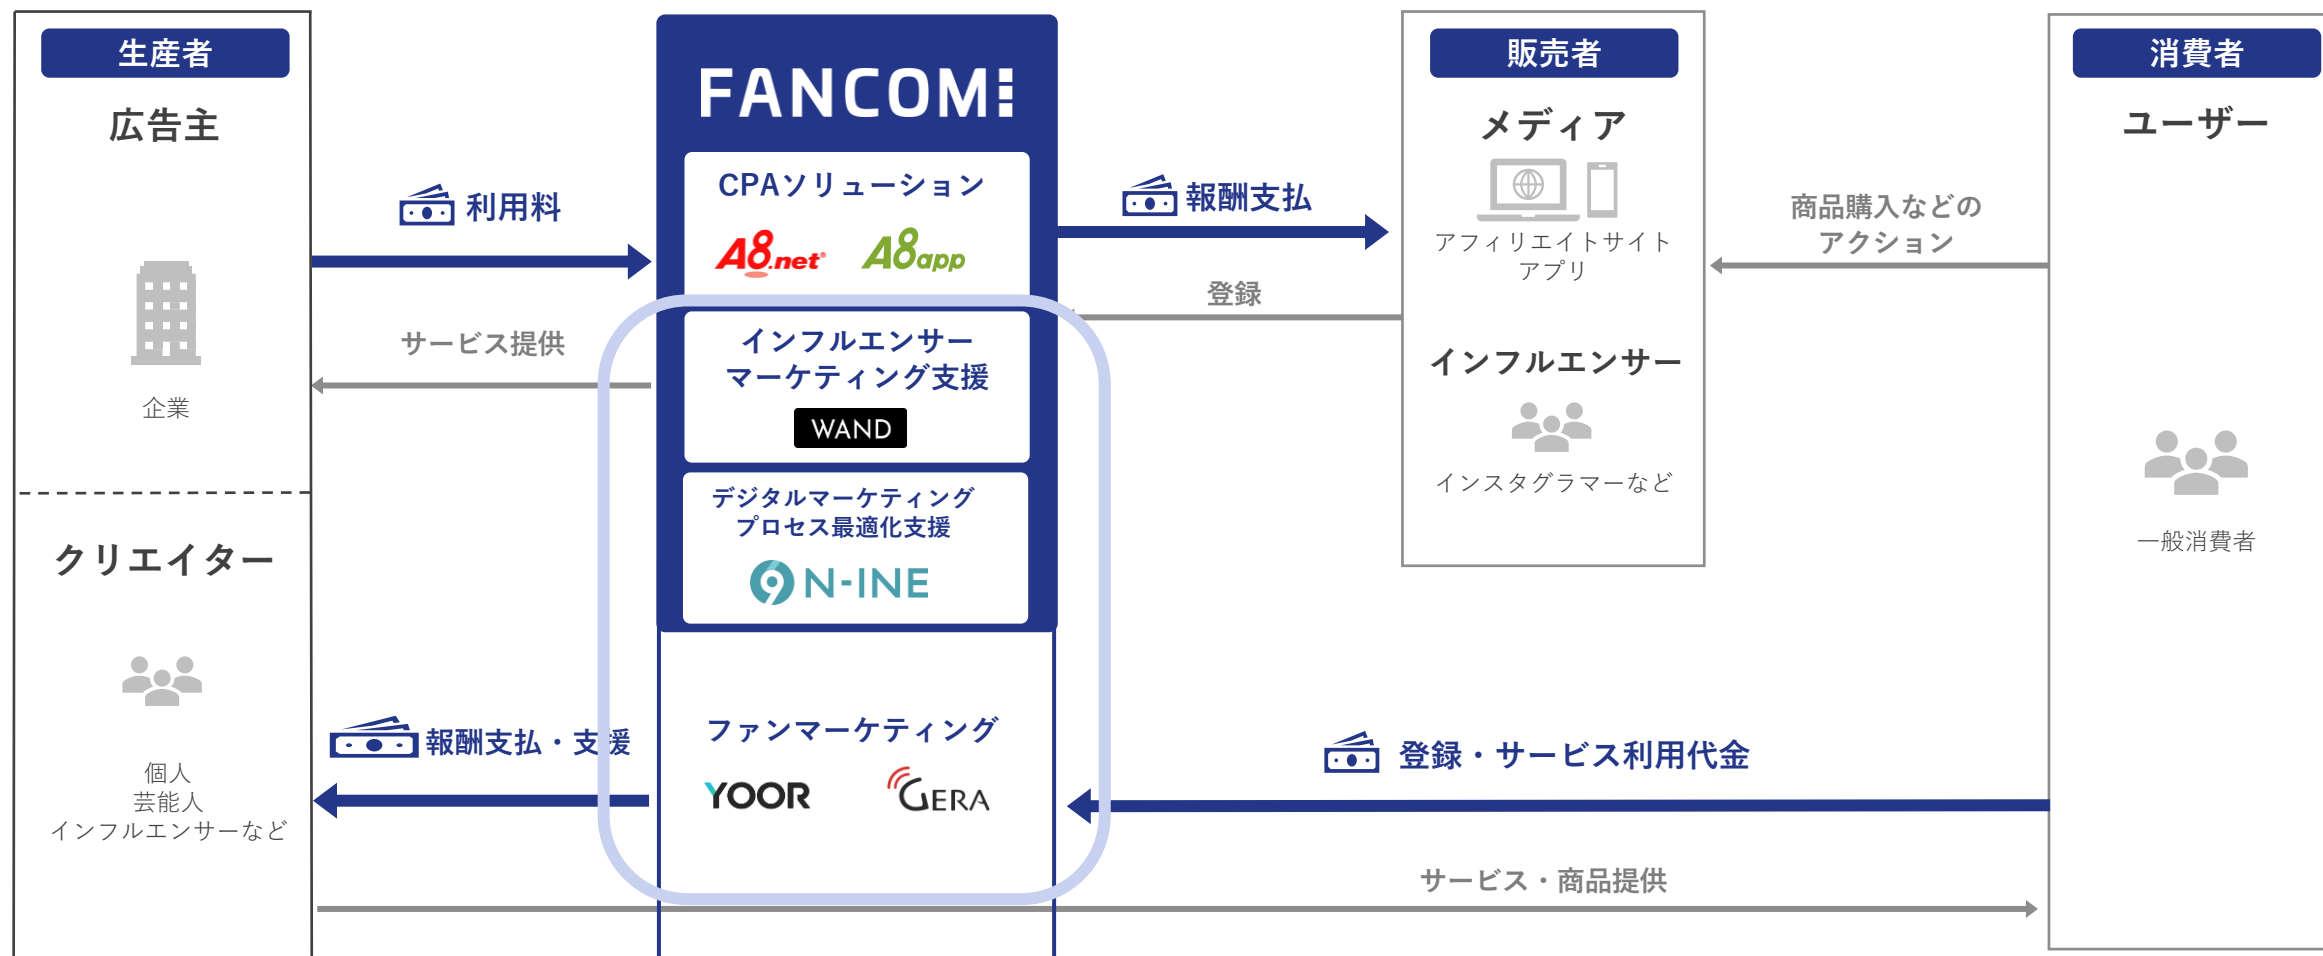 生産者
広告主
企業
クリエイター
個人
芸能人
インフルエンサーなど
利用料
サービス提供
報酬支払・支援
FANCOMI
CPAソリューション
A8.net®
A8app
インフルエンサー
マーケティング支援
WAND
デジタルマーケティング
プロセス最適化支援
N-INE
ファンマーケティング
YOOR
GERA
報酬支払
登録
販売者
メディア
アフィリエイトサイト
アプリ
インフルエンサー
インスタグラマーなど
商品購入などの
アクション
登録・サービス利用代金
サービス・商品提供
消費者
ユーザー
一般消費者